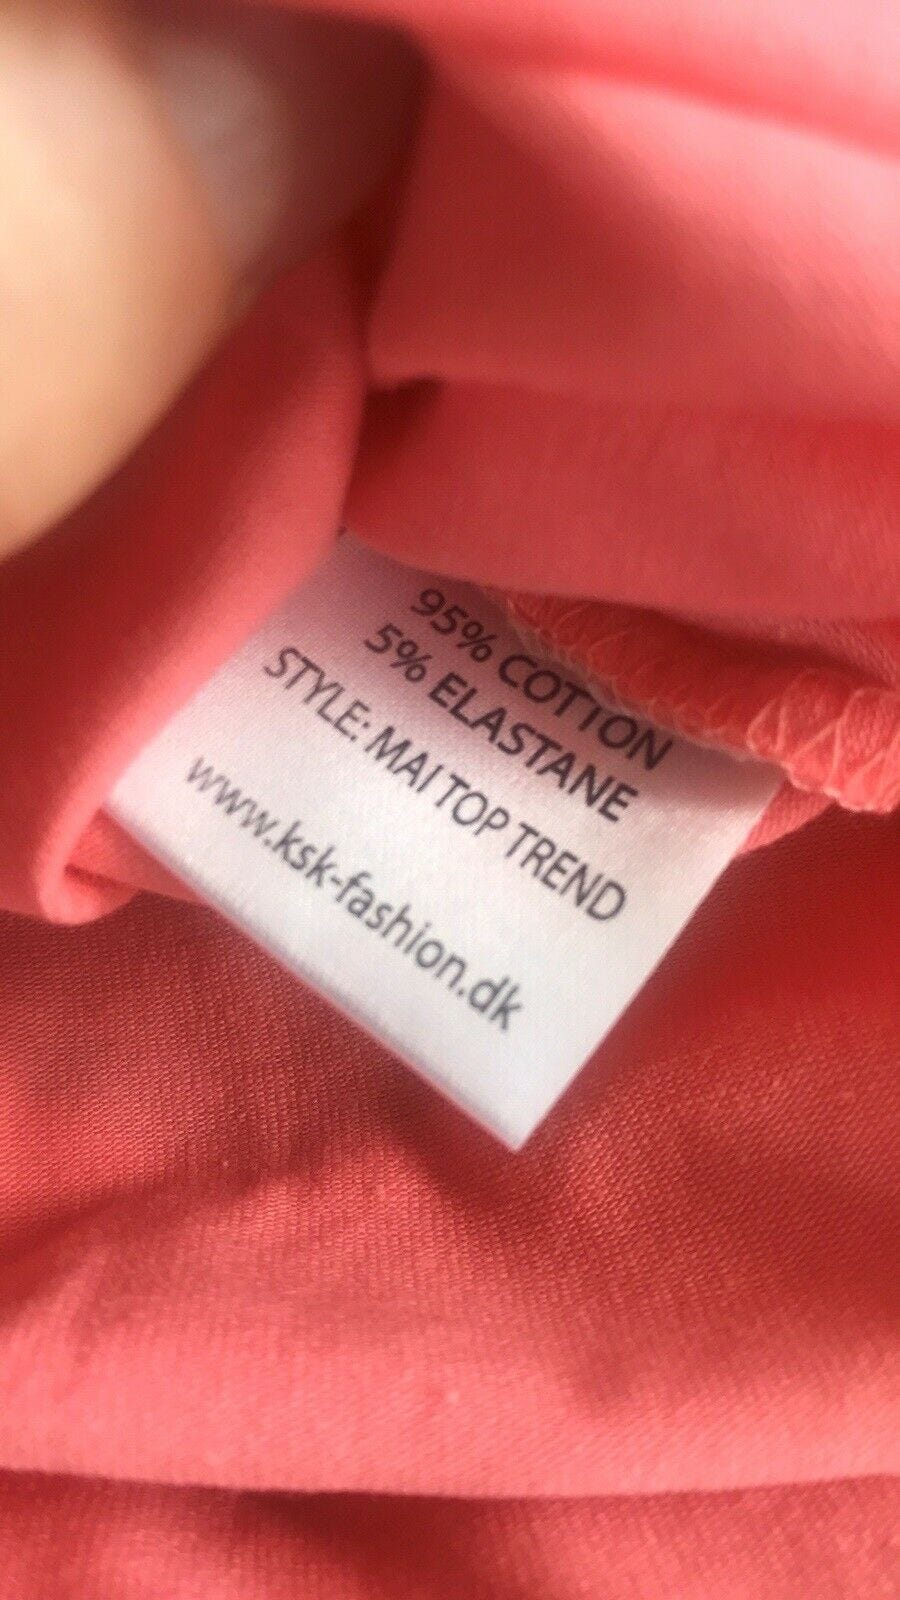 95% COTTON
5% ELASTANE
STYLE: MAI TOP TREND
www.ksk-fashion.dk